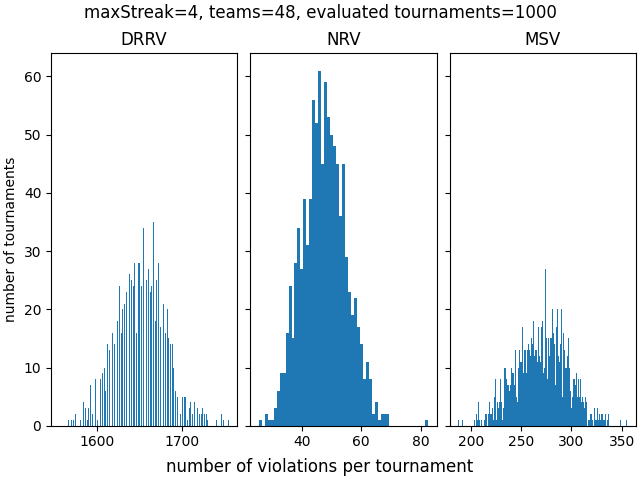 maxStreak=4, teams=48, evaluated tournaments=1000
DRRV NRV MSV
60
50
40
30
20
10
0
number of tournaments
1600 1700 40 60 80 200 250 300 350
number of violations per tournament